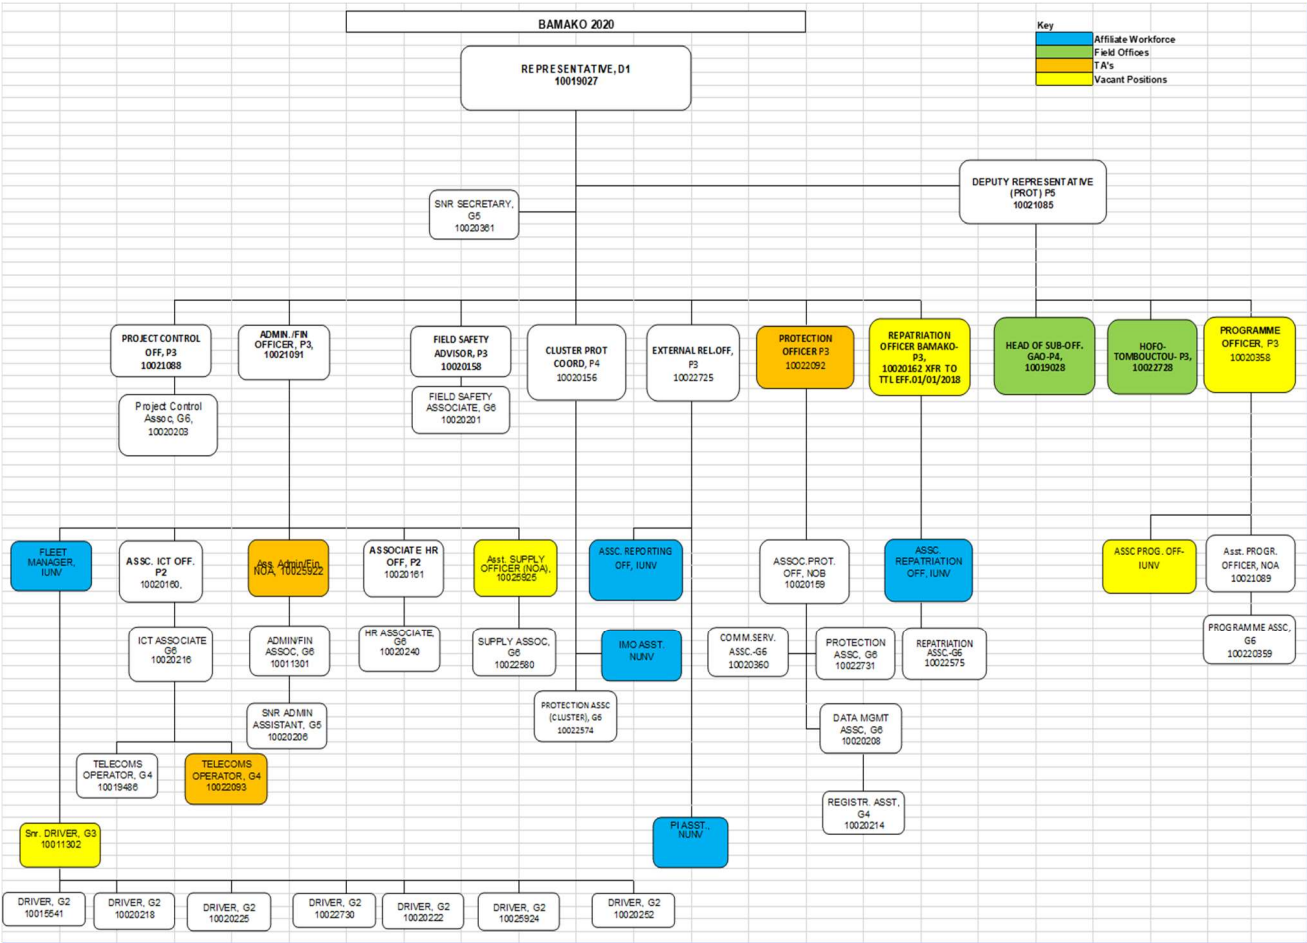 BAMAKO 2020
Key
Affiliate Workforce
Field Offices
TA's
Vacant Positions
REPRESENTATIVE, D1
10019027
DEPUTY REPRESENTATIVE
(PROT) P5
10021085
SNR SECRETARY,
G5
10020361
PROJECT CONTROL
OFF, P3
10021088
ADMIN./FIN
OFFICER, P3,
10021091
FIELD SAFETY
ADVISOR, P3
10020158
CLUSTER PROT
COORD, P4
10020156
EXTERNAL REL.OFF,
P3
10022725
PROTECTION
OFFICER P3
10022092
REPATRIATION
OFFICER BAMAKO-
P3,
10020162 XFR TO
TTL EFF.01/01/2018
HEAD OF SUB-OFF.
GAO-P4,
10019028
HOFO-
TOMBOUCTOU- P3,
10022728
PROGRAMME
OFFICER, P3
10020358
Project Control
Assoc, G6,
10020203
FIELD SAFETY
ASSOCIATE, G6
10020201
FLEET
MANAGER,
IUNV
ASSC. ICT OFF.
P2
10020160,
Ass. Admin/Fin
NOA, 10025922
ASSOCIATE HR
OFF, P2
10020161
Asst. SUPPLY
OFFICER (NOA)
10025925
ASSC. REPORTING
OFF, IUNV
ASSOC.PROT.
OFF, NOB
10020159
ASSC.
REPATRIATION
OFF, IUNV
ASSC PROG. OFF-
IUNV
Asst. PROGR.
OFFICER, NOA
10021089
ICT ASSOCIATE
G6
10020216
ADMIN/FIN
ASSOC, G6
10011301
HR ASSOCIATE,
G6
10020240
SUPPLY ASSOC,
G6
10022580
IMO ASST.
NUNV
COMM.SERV.
ASSC.-G6
10020360
PROTECTION
ASSC, G6
10022731
REPATRIATION
ASSC.-G6
10022575
PROGRAMME ASSC,
G6
100220359
SNR ADMIN
ASSISTANT, G5
10020206
PROTECTION ASSC
(CLUSTER), G6
10022574
DATA MGMT
ASSC, G6
10020208
TELECOMS
OPERATOR, G4
10019486
TELECOMS
OPERATOR, G4
10022093
REGISTR. ASST,
G4
10020214
Snr. DRIVER, G3
10011302
PI ASST.,
NUNV
DRIVER, G2
10015541
DRIVER, G2
10020218
DRIVER, G2
10020225
DRIVER, G2
10022730
DRIVER, G2
10020222
DRIVER, G2
10025924
DRIVER, G2
10020252